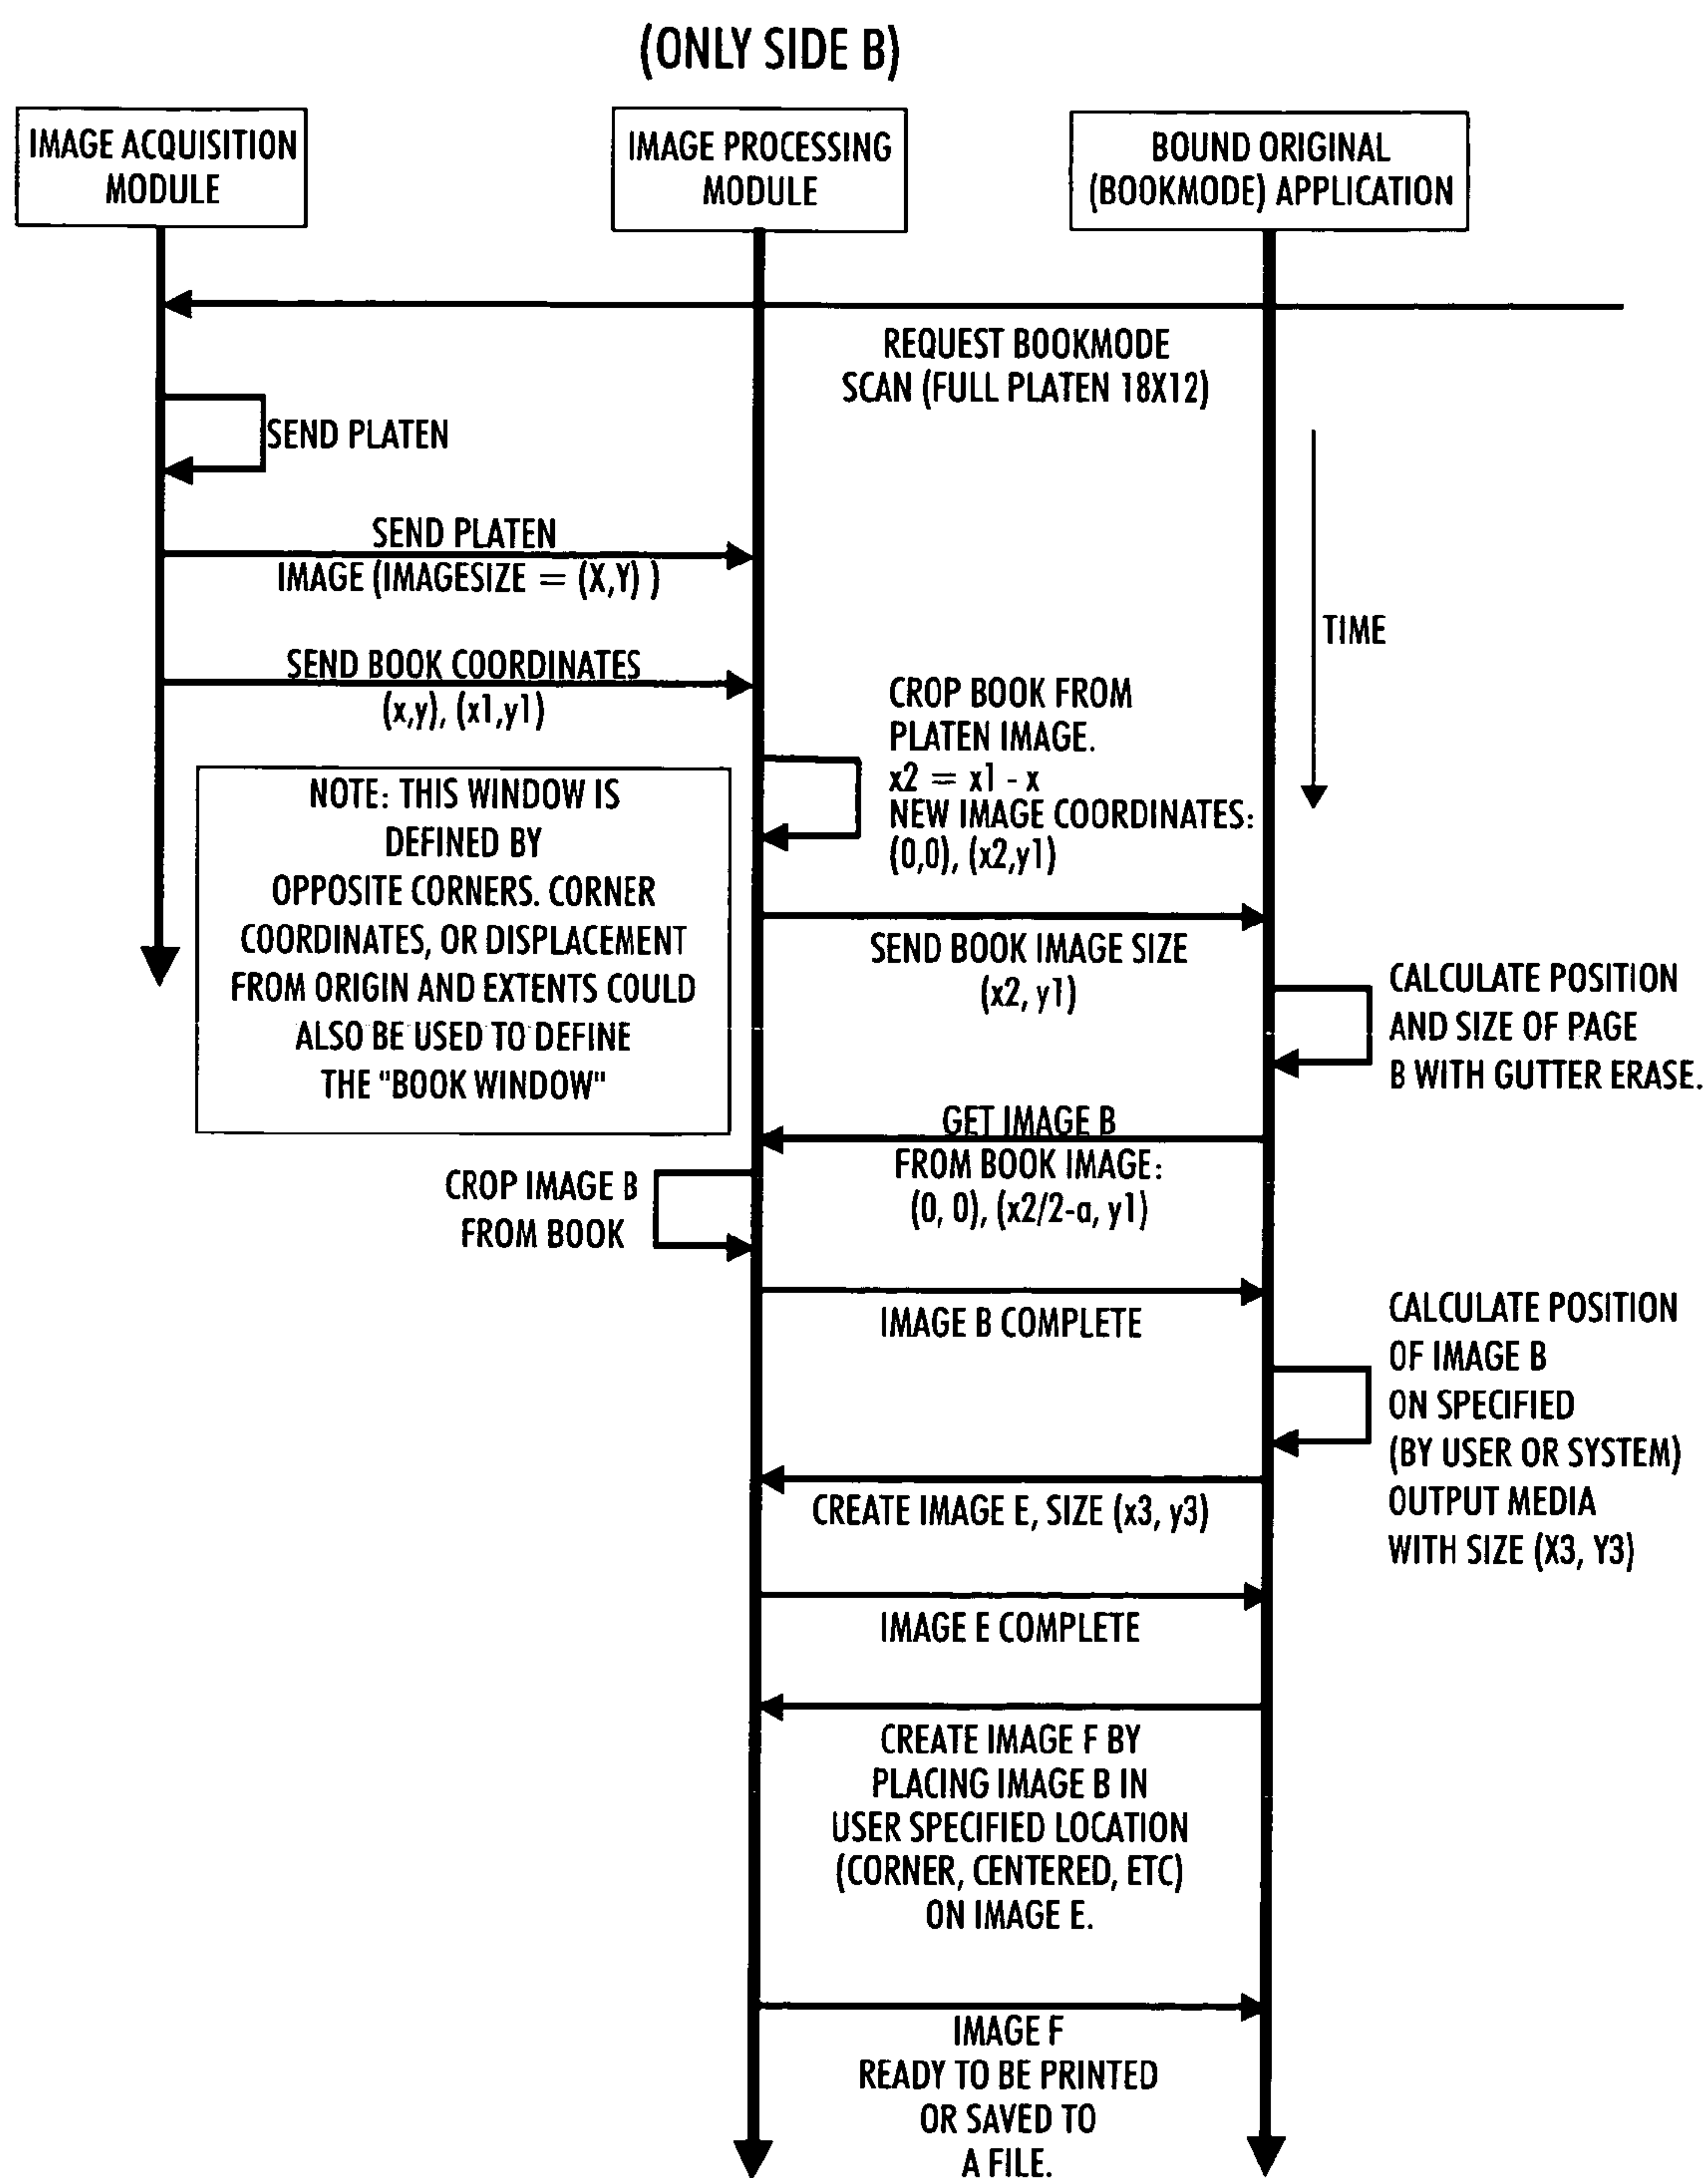 (ONLY SIDE B)
IMAGE ACQUISITION
MODULE
IMAGE PROCESSING
MODULE
BOUND ORIGINAL
(BOOKMODE) APPLICATION
REQUEST BOOKMODE
SCAN (FULL PLATEN 18X12)
SEND PLATEN
SEND PLATEN
IMAGE (IMAGESIZE = (X,Y) )
TIME
SEND BOOK COORDINATES
(x,y), (x1,y1)
CROP BOOK FROM
PLATEN IMAGE.
x2 = x1 - x
NEW IMAGE COORDINATES:
(0,0), (x2,y1)
NOTE: THIS WINDOW IS
DEFINED BY
OPPOSITE CORNERS. CORNER
COORDINATES, OR DISPLACEMENT
FROM ORIGIN AND EXTENTS COULD
ALSO BE USED TO DEFINE
THE "BOOK WINDOW"
SEND BOOK IMAGE SIZE
(x2, y1)
CALCULATE POSITION
AND SIZE OF PAGE
B WITH GUTTER ERASE.
GET IMAGE B
FROM BOOK IMAGE:
(0, 0), (x2/2-a, y1)
CROP IMAGE B
FROM BOOK
IMAGE B COMPLETE
CALCULATE POSITION
OF IMAGE B
ON SPECIFIED
(BY USER OR SYSTEM)
OUTPUT MEDIA
WITH SIZE (X3, Y3)
CREATE IMAGE E, SIZE (x3, y3)
IMAGE E COMPLETE
CREATE IMAGE F BY
PLACING IMAGE B IN
USER SPECIFIED LOCATION
(CORNER, CENTERED, ETC)
ON IMAGE E.
IMAGE F
READY TO BE PRINTED
OR SAVED TO
A FILE.